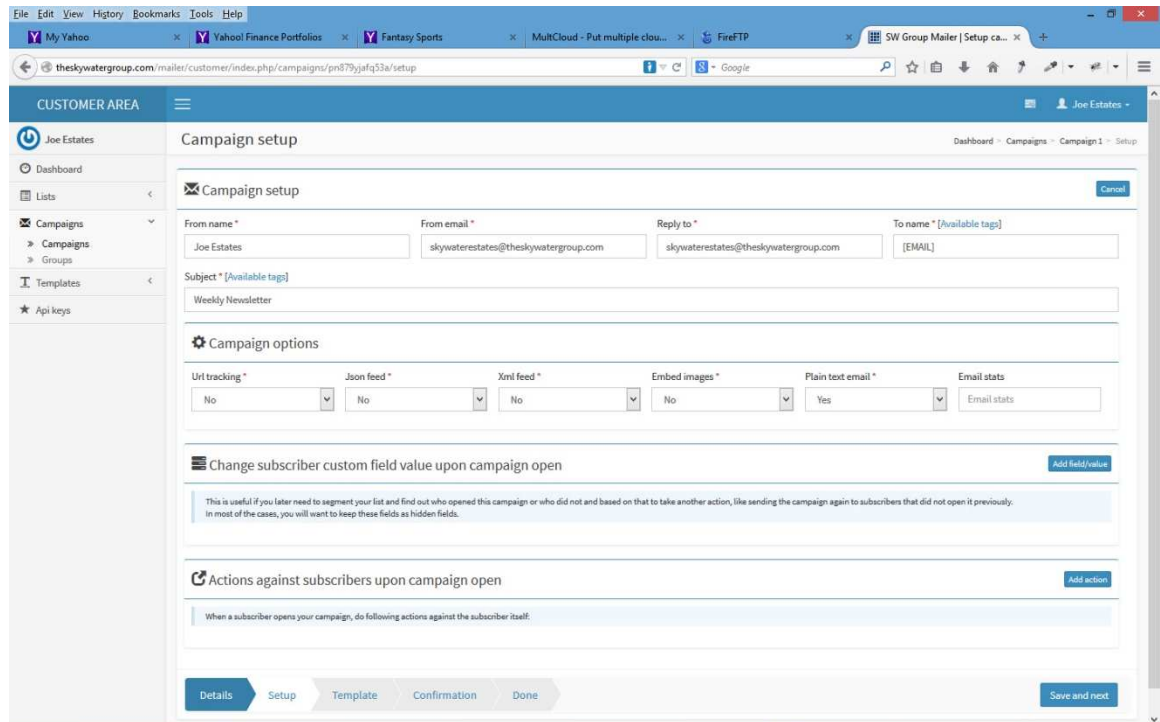 File Edit View History Bookmarks Tools Help
My Yahoo × Yahoo! Finance Portfolios × Fantasy Sports × MultCloud - Put multiple clou... × FireFTP × SW Group Mailer | Setup ca... × +
theskywatergroup.com/mailer/customer/index.php/campaigns/pn879yjafq53a/setup Google
CUSTOMER AREA Joe Estates
Joe Estates
Campaign setup
Dashboard > Campaigns > Campaign 1 > Setup
Dashboard
Lists
Campaigns
» Campaigns
» Groups
Templates
Api keys
Campaign setup Cancel
From name * From email * Reply to * To name * [Available tags]
Joe Estates skywaterestates@theskywatergroup.com skywaterestates@theskywatergroup.com [EMAIL]
Subject * [Available tags]
Weekly Newsletter
Campaign options
Url tracking * Json feed * Xml feed * Embed images * Plain text email * Email stats
No No No No Yes Email stats
Change subscriber custom field value upon campaign open Add field/value
This is useful if you later need to segment your list and find out who opened this campaign or who did not and based on that to take another action, like sending the campaign again to subscribers that did not open it previously.
In most of the cases, you will want to keep these fields as hidden fields.
Actions against subscribers upon campaign open Add action
When a subscriber opens your campaign, do following actions against the subscriber itself:
Details Setup Template Confirmation Done Save and next